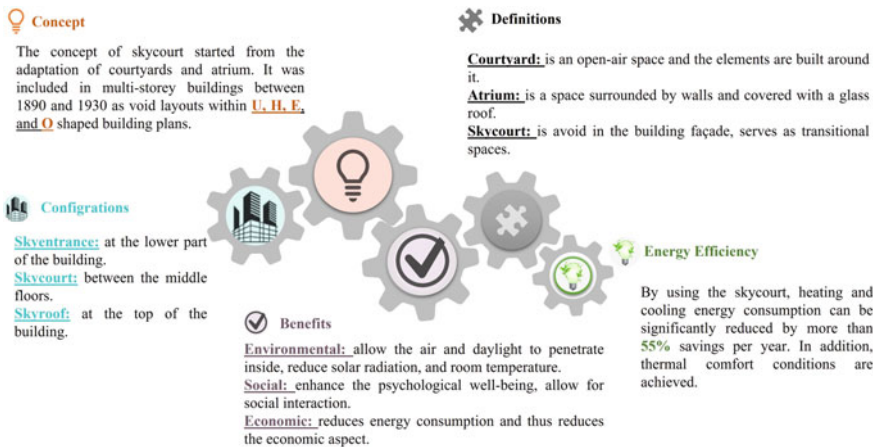 Concept
The concept of skycourt started from the
adaptation of courtyards and atrium. It was
included in multi-storey buildings between
1890 and 1930 as void layouts within U, H, E,
and O shaped building plans.
Definitions
Courtyard: is an open-air space and the elements are built around
it.
Atrium: is a space surrounded by walls and covered with a glass
roof.
Skycourt: is avoid in the building façade, serves as transitional
spaces.
Configrations
Skyentrance: at the lower part
of the building.
Skycourt: between the middle
floors.
Skyroof: at the top of the
building.
Benefits
Environmental: allow the air and daylight to penetrate
inside, reduce solar radiation, and room temperature.
Social: enhance the psychological well-being, allow for
social interaction.
Economic: reduces energy consumption and thus reduces
the economic aspect.
Energy Efficiency
By using the skycourt, heating and
cooling energy consumption can be
significantly reduced by more than
55% savings per year. In addition,
thermal comfort conditions are
achieved.